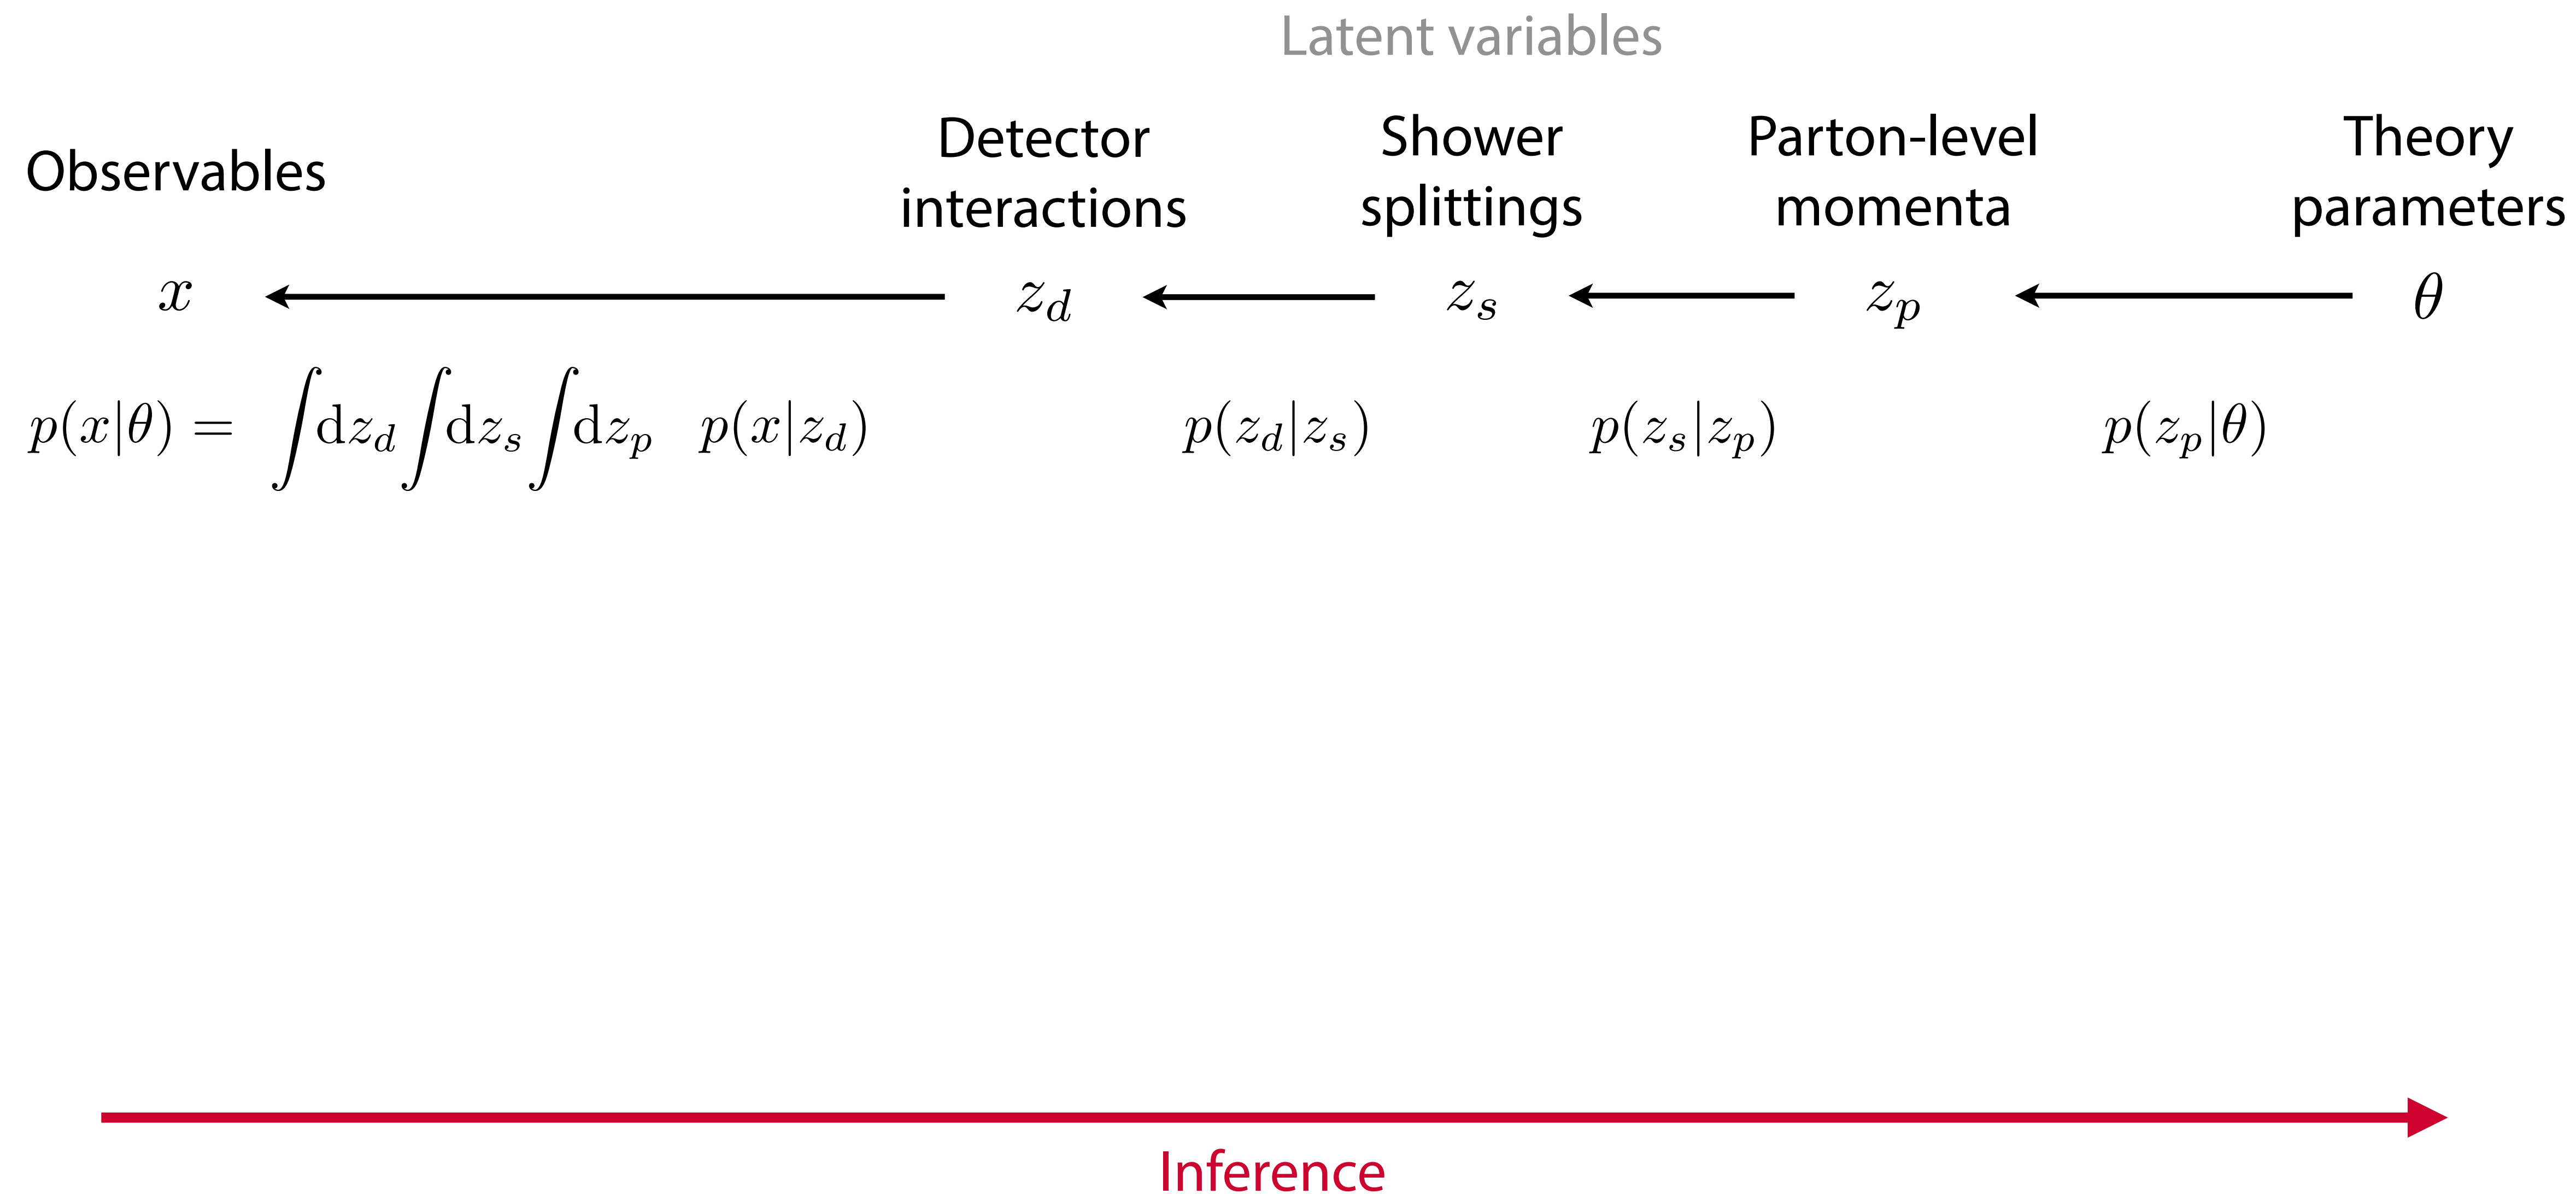 Latent variables
Observables
Detector interactions
Shower splittings
Parton-level momenta
Theory parameters
x ← z_d ← z_s ← z_p ← θ
p(x|θ) = ∫dz_d ∫dz_s ∫dz_p p(x|z_d) p(z_d|z_s) p(z_s|z_p) p(z_p|θ)
Inference